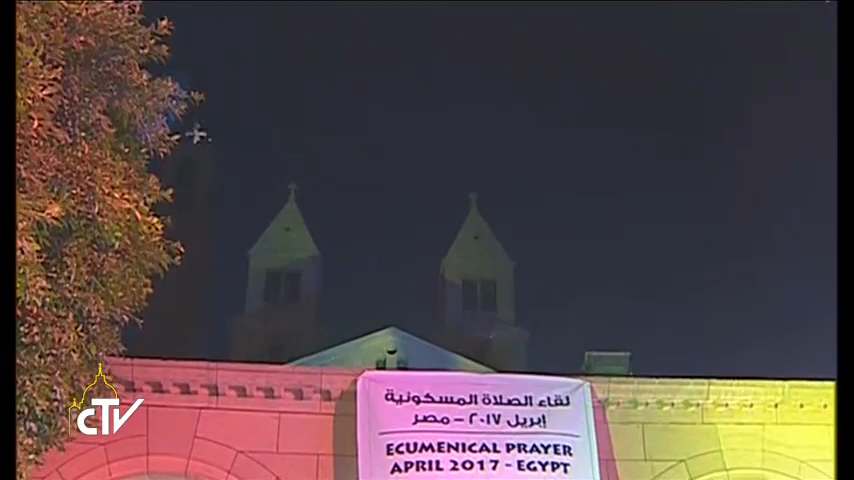 لقاء الصلاة المسكونية
إبريل ٢٠١٧ – مصر
ECUMENICAL PRAYER
APRIL 2017 - EGYPT
CTV